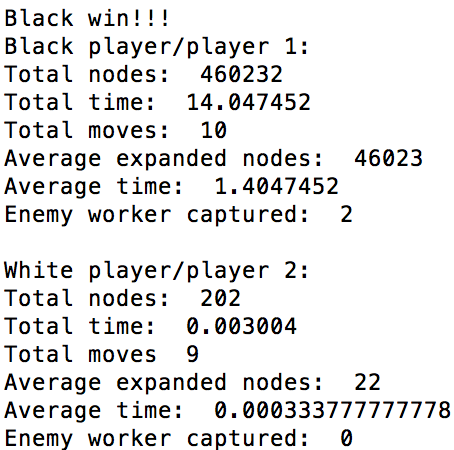 Black win!!!
Black player/player 1:
Total nodes:  460232
Total time:  14.047452
Total moves:  10
Average expanded nodes:  46023
Average time:  1.4047452
Enemy worker captured:  2

White player/player 2:
Total nodes:  202
Total time:  0.003004
Total moves  9
Average expanded nodes:  22
Average time:  0.000333777777778
Enemy worker captured:  0